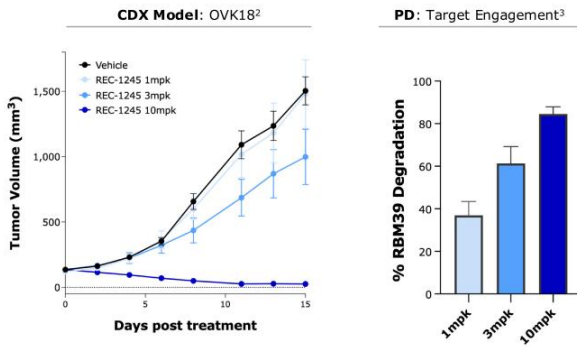 CDX Model: OVK18²
Tumor Volume (mm³)
1,500
1,000
500
0
Vehicle
REC-1245 1mpk
REC-1245 3mpk
REC-1245 10mpk
0
5
10
15
Days post treatment
PD: Target Engagement³
% RBM39 Degradation
100
80
60
40
20
0
1mpk
3mpk
10mpk